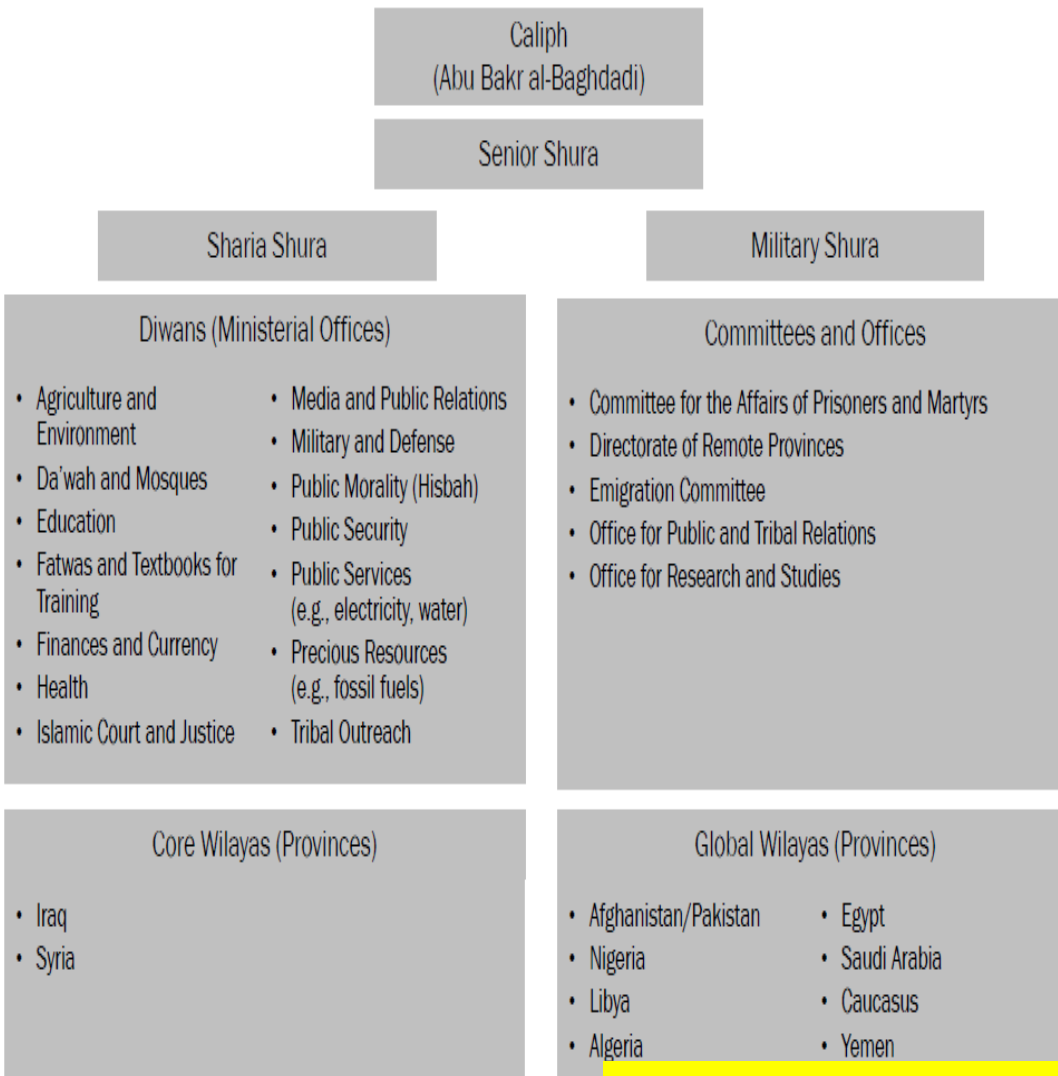 Caliph
(Abu Bakr al-Baghdadi)
Senior Shura
Sharia Shura
Military Shura
Diwans (Ministerial Offices)
• Agriculture and
Environment
• Da'wah and Mosques
• Education
• Fatwas and Textbooks for
Training
• Finances and Currency
• Health
• Islamic Court and Justice
• Media and Public Relations
• Military and Defense
• Public Morality (Hisbah)
• Public Security
• Public Services
(e.g., electricity, water)
• Precious Resources
(e.g., fossil fuels)
• Tribal Outreach
Committees and Offices
• Committee for the Affairs of Prisoners and Martyrs
• Directorate of Remote Provinces
• Emigration Committee
• Office for Public and Tribal Relations
• Office for Research and Studies
Core Wilayas (Provinces)
• Iraq
• Syria
Global Wilayas (Provinces)
• Afghanistan/Pakistan
• Nigeria
• Libya
• Algeria
• Egypt
• Saudi Arabia
• Caucasus
• Yemen